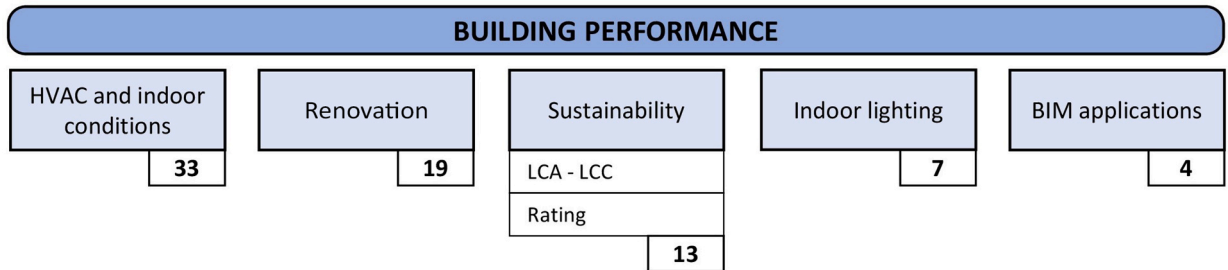 BUILDING PERFORMANCE
HVAC and indoor
conditions
33
Renovation
19
Sustainability
LCA - LCC
Rating
13
Indoor lighting
7
BIM applications
4